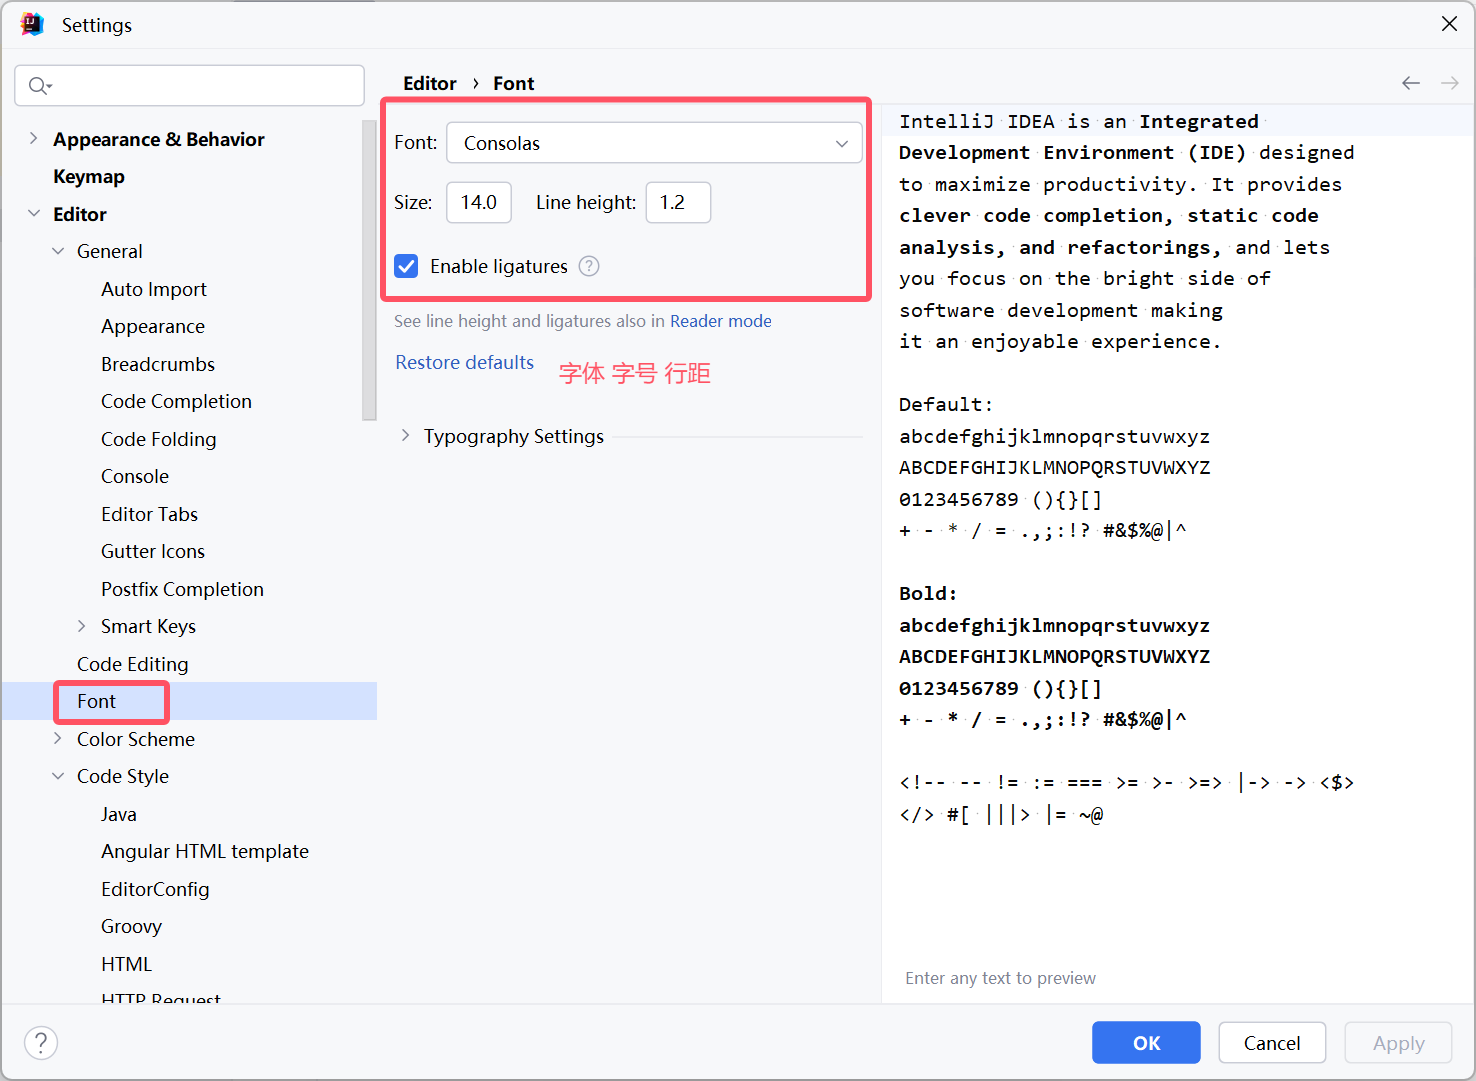 Settings
Editor › Font
Appearance & Behavior
Keymap
Editor
General
Auto Import
Appearance
Breadcrumbs
Code Completion
Code Folding
Console
Editor Tabs
Gutter Icons
Postfix Completion
Smart Keys
Code Editing
Font
Color Scheme
Code Style
Java
Angular HTML template
EditorConfig
Groovy
HTML
HTTP Request
Font: Consolas
Size: 14.0 Line height: 1.2
Enable ligatures ?
See line height and ligatures also in Reader mode
Restore defaults
字体 字号 行距
Typography Settings
IntelliJ IDEA is an Integrated
Development Environment (IDE) designed
to maximize productivity. It provides
clever code completion, static code
analysis, and refactorings, and lets
you focus on the bright side of
software development making
it an enjoyable experience.
Default:
abcdefghijklmnopqrstuvwxyz
ABCDEFGHIJKLMNOPQRSTUVWXYZ
0123456789 (){}[]
+ - * / = .,;:!? #&$%@|^
Bold:
abcdefghijklmnopqrstuvwxyz
ABCDEFGHIJKLMNOPQRSTUVWXYZ
0123456789 (){}[]
+ - * / = .,;:!? #&$%@|^
<!-- -- != := === >= >- >=> |-> -> <$>
</> #[ |||> |= ~@
Enter any text to preview
?
OK
Cancel
Apply